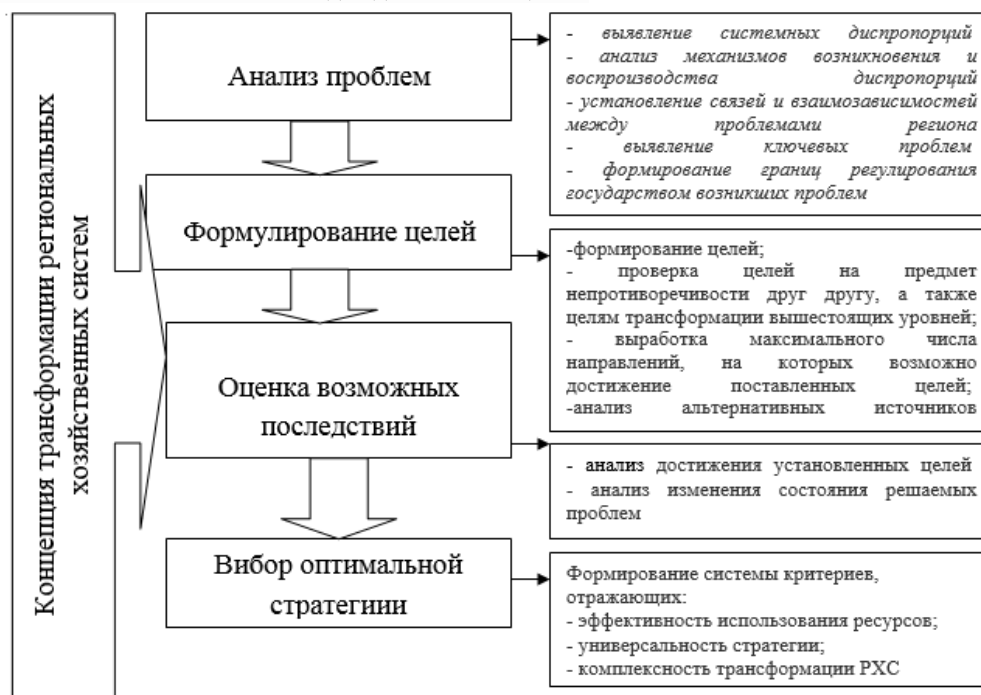 Концепция трансформации региональных
хозяйственных систем
Анализ проблем
- выявление системных диспропорций
- анализ механизмов возникновения и
воспроизводства диспропорций
- установление связей и взаимозависимостей
между проблемами региона
- выявление ключевых проблем
- формирование границ регулирования
государством возникших проблем
Формулирование целей
-формирование целей;
- проверка целей на предмет
непротиворечивости друг другу, а также
целям трансформации вышестоящих уровней;
- выработка максимального числа
направлений, на которых возможно
достижение поставленных целей;
-анализ альтернативных источников
Оценка возможных
последствий
- анализ достижения установленных целей
- анализ изменения состояния решаемых
проблем
Вибор оптимальной
стратегиии
Формирование системы критериев,
отражающих:
- эффективность использования ресурсов;
- универсальность стратегии;
- комплексность трансформации РХС